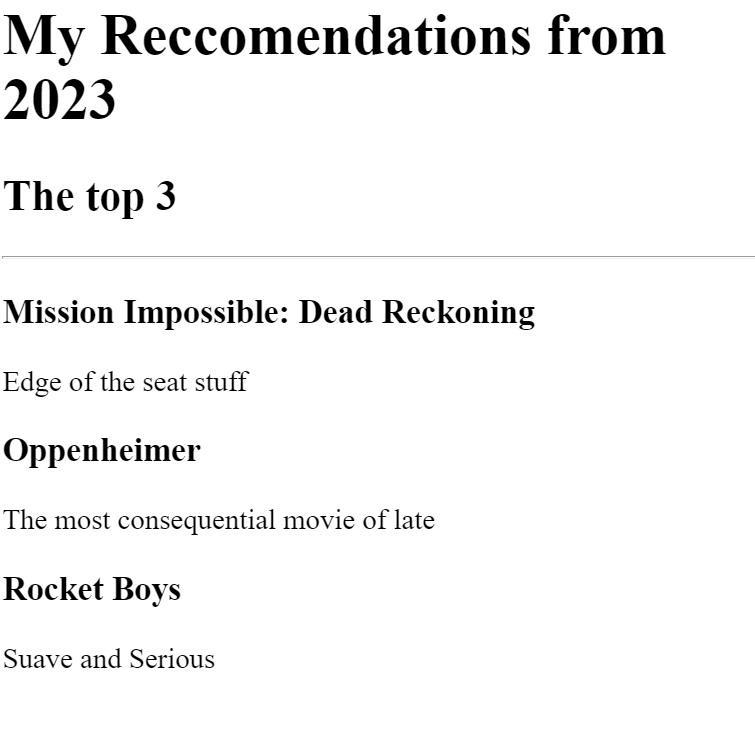 My Reccomendations from
2023
The top 3
Mission Impossible: Dead Reckoning
Edge of the seat stuff
Oppenheimer
The most consequential movie of late
Rocket Boys
Suave and Serious